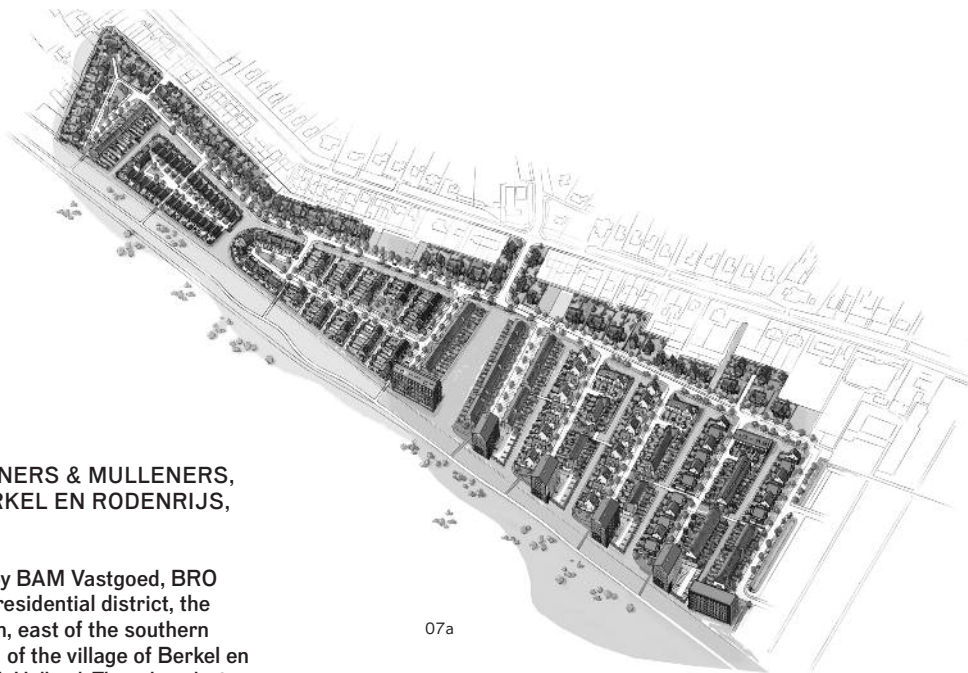 NERS & MULLENERS,
RKEL EN RODENRIJS,
y BAM Vastgoed, BRO
residential district, the
n, east of the southern
of the village of Berkel en
07a